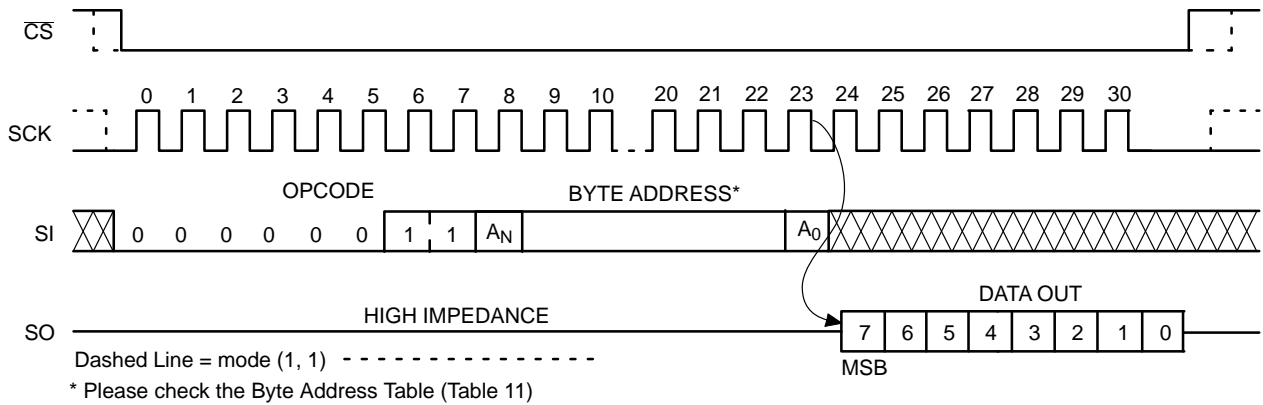 CS
0 1 2 3 4 5 6 7 8 9 10 20 21 22 23 24 25 26 27 28 29 30
SCK
OPCODE BYTE ADDRESS*
SI 0 0 0 0 0 0 1 1 AN A0
DATA OUT
HIGH IMPEDANCE
SO 7 6 5 4 3 2 1 0
Dashed Line = mode (1, 1) - - - - - - - - - - - - - - -
MSB
* Please check the Byte Address Table (Table 11)